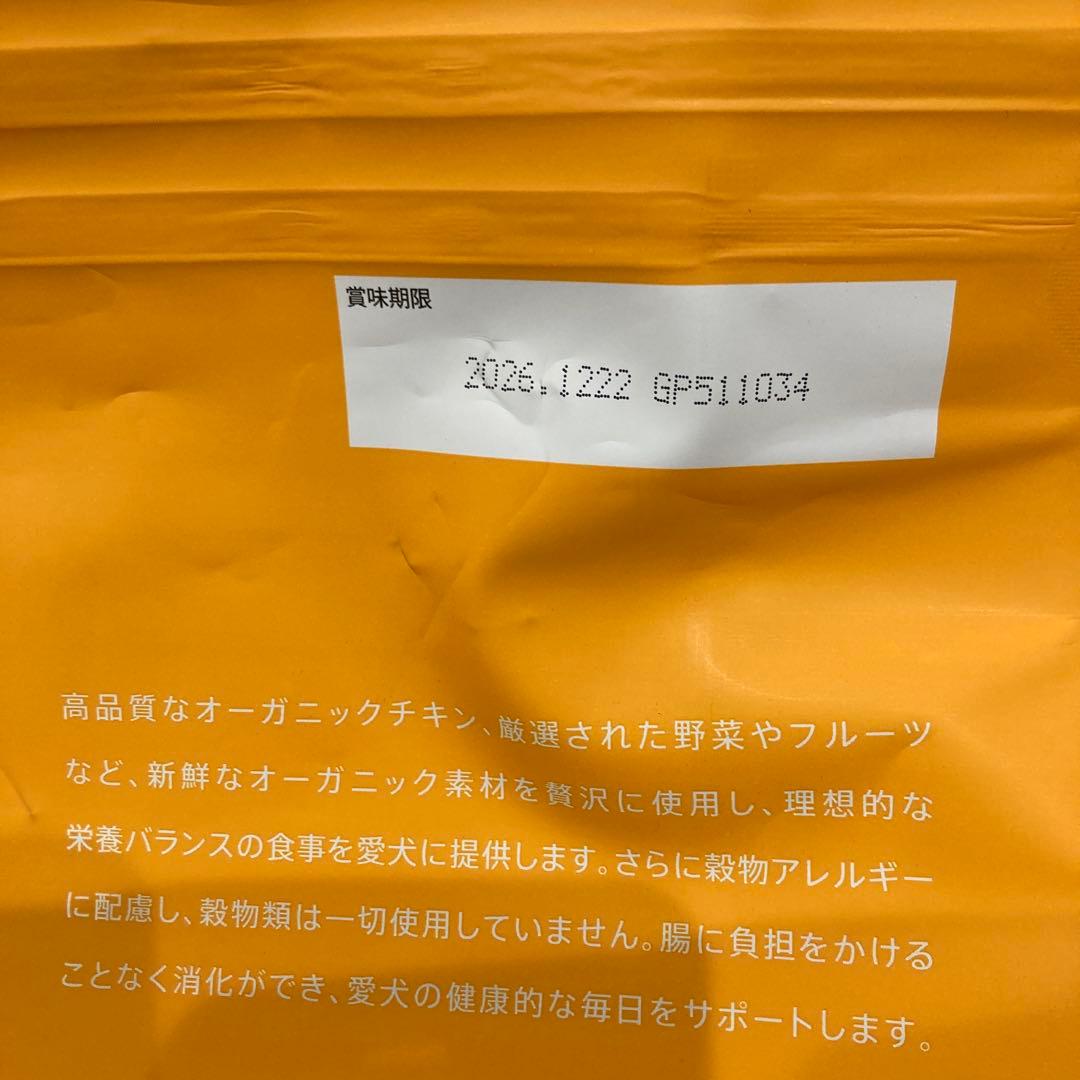 賞味期限
2026.1222 GP511034
高品質なオーガニックチキン、厳選された野菜やフルーツ
など、新鮮なオーガニック素材を贅沢に使用し、理想的な
栄養バランスの食事を愛犬に提供します。さらに穀物アレルギー
に配慮し、穀物類は一切使用していません。腸に負担をかける
ことなく消化ができ、愛犬の健康的な毎日をサポートします。